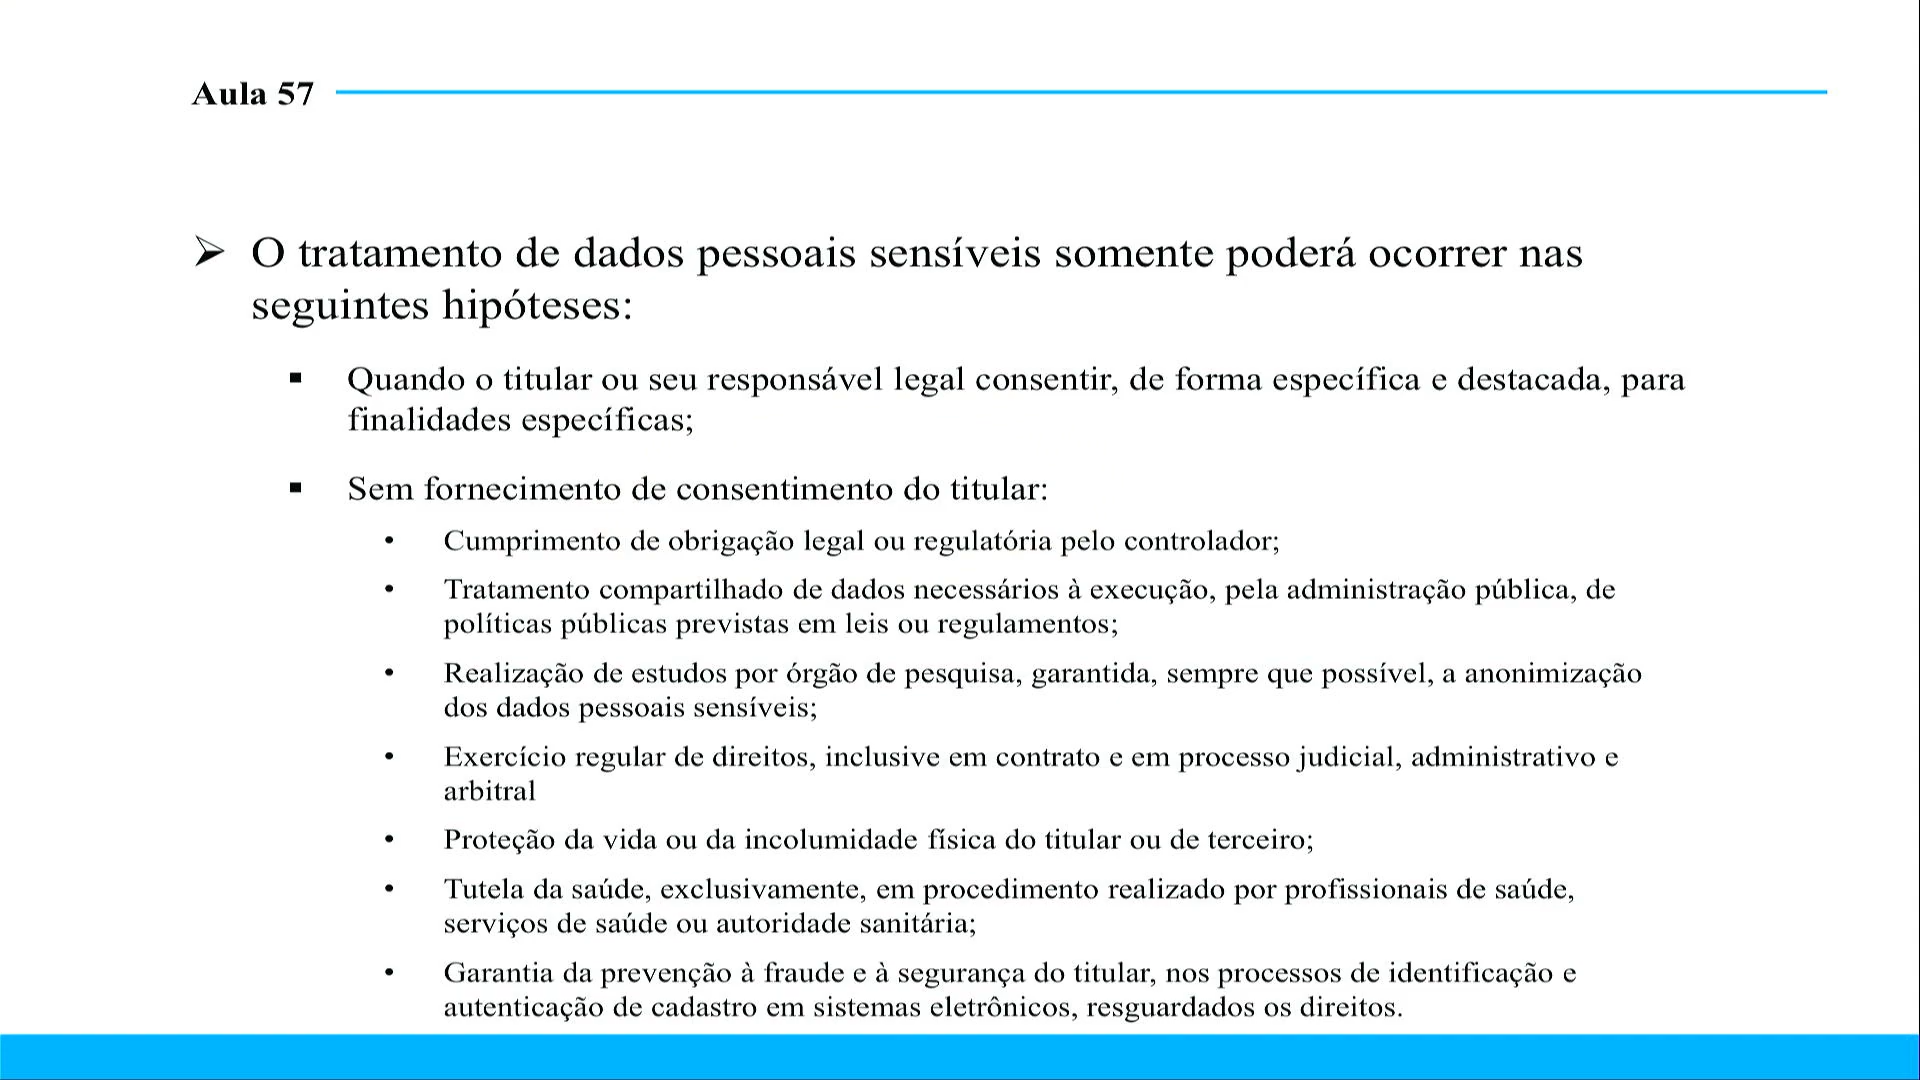 Aula 57
➢ O tratamento de dados pessoais sensíveis somente poderá ocorrer nas
seguintes hipóteses:
▪ Quando o titular ou seu responsável legal consentir, de forma específica e destacada, para
finalidades específicas;
▪ Sem fornecimento de consentimento do titular:
• Cumprimento de obrigação legal ou regulatória pelo controlador;
• Tratamento compartilhado de dados necessários à execução, pela administração pública, de
políticas públicas previstas em leis ou regulamentos;
• Realização de estudos por órgão de pesquisa, garantida, sempre que possível, a anonimização
dos dados pessoais sensíveis;
• Exercício regular de direitos, inclusive em contrato e em processo judicial, administrativo e
arbitral
• Proteção da vida ou da incolumidade física do titular ou de terceiro;
• Tutela da saúde, exclusivamente, em procedimento realizado por profissionais de saúde,
serviços de saúde ou autoridade sanitária;
• Garantia da prevenção à fraude e à segurança do titular, nos processos de identificação e
autenticação de cadastro em sistemas eletrônicos, resguardados os direitos.